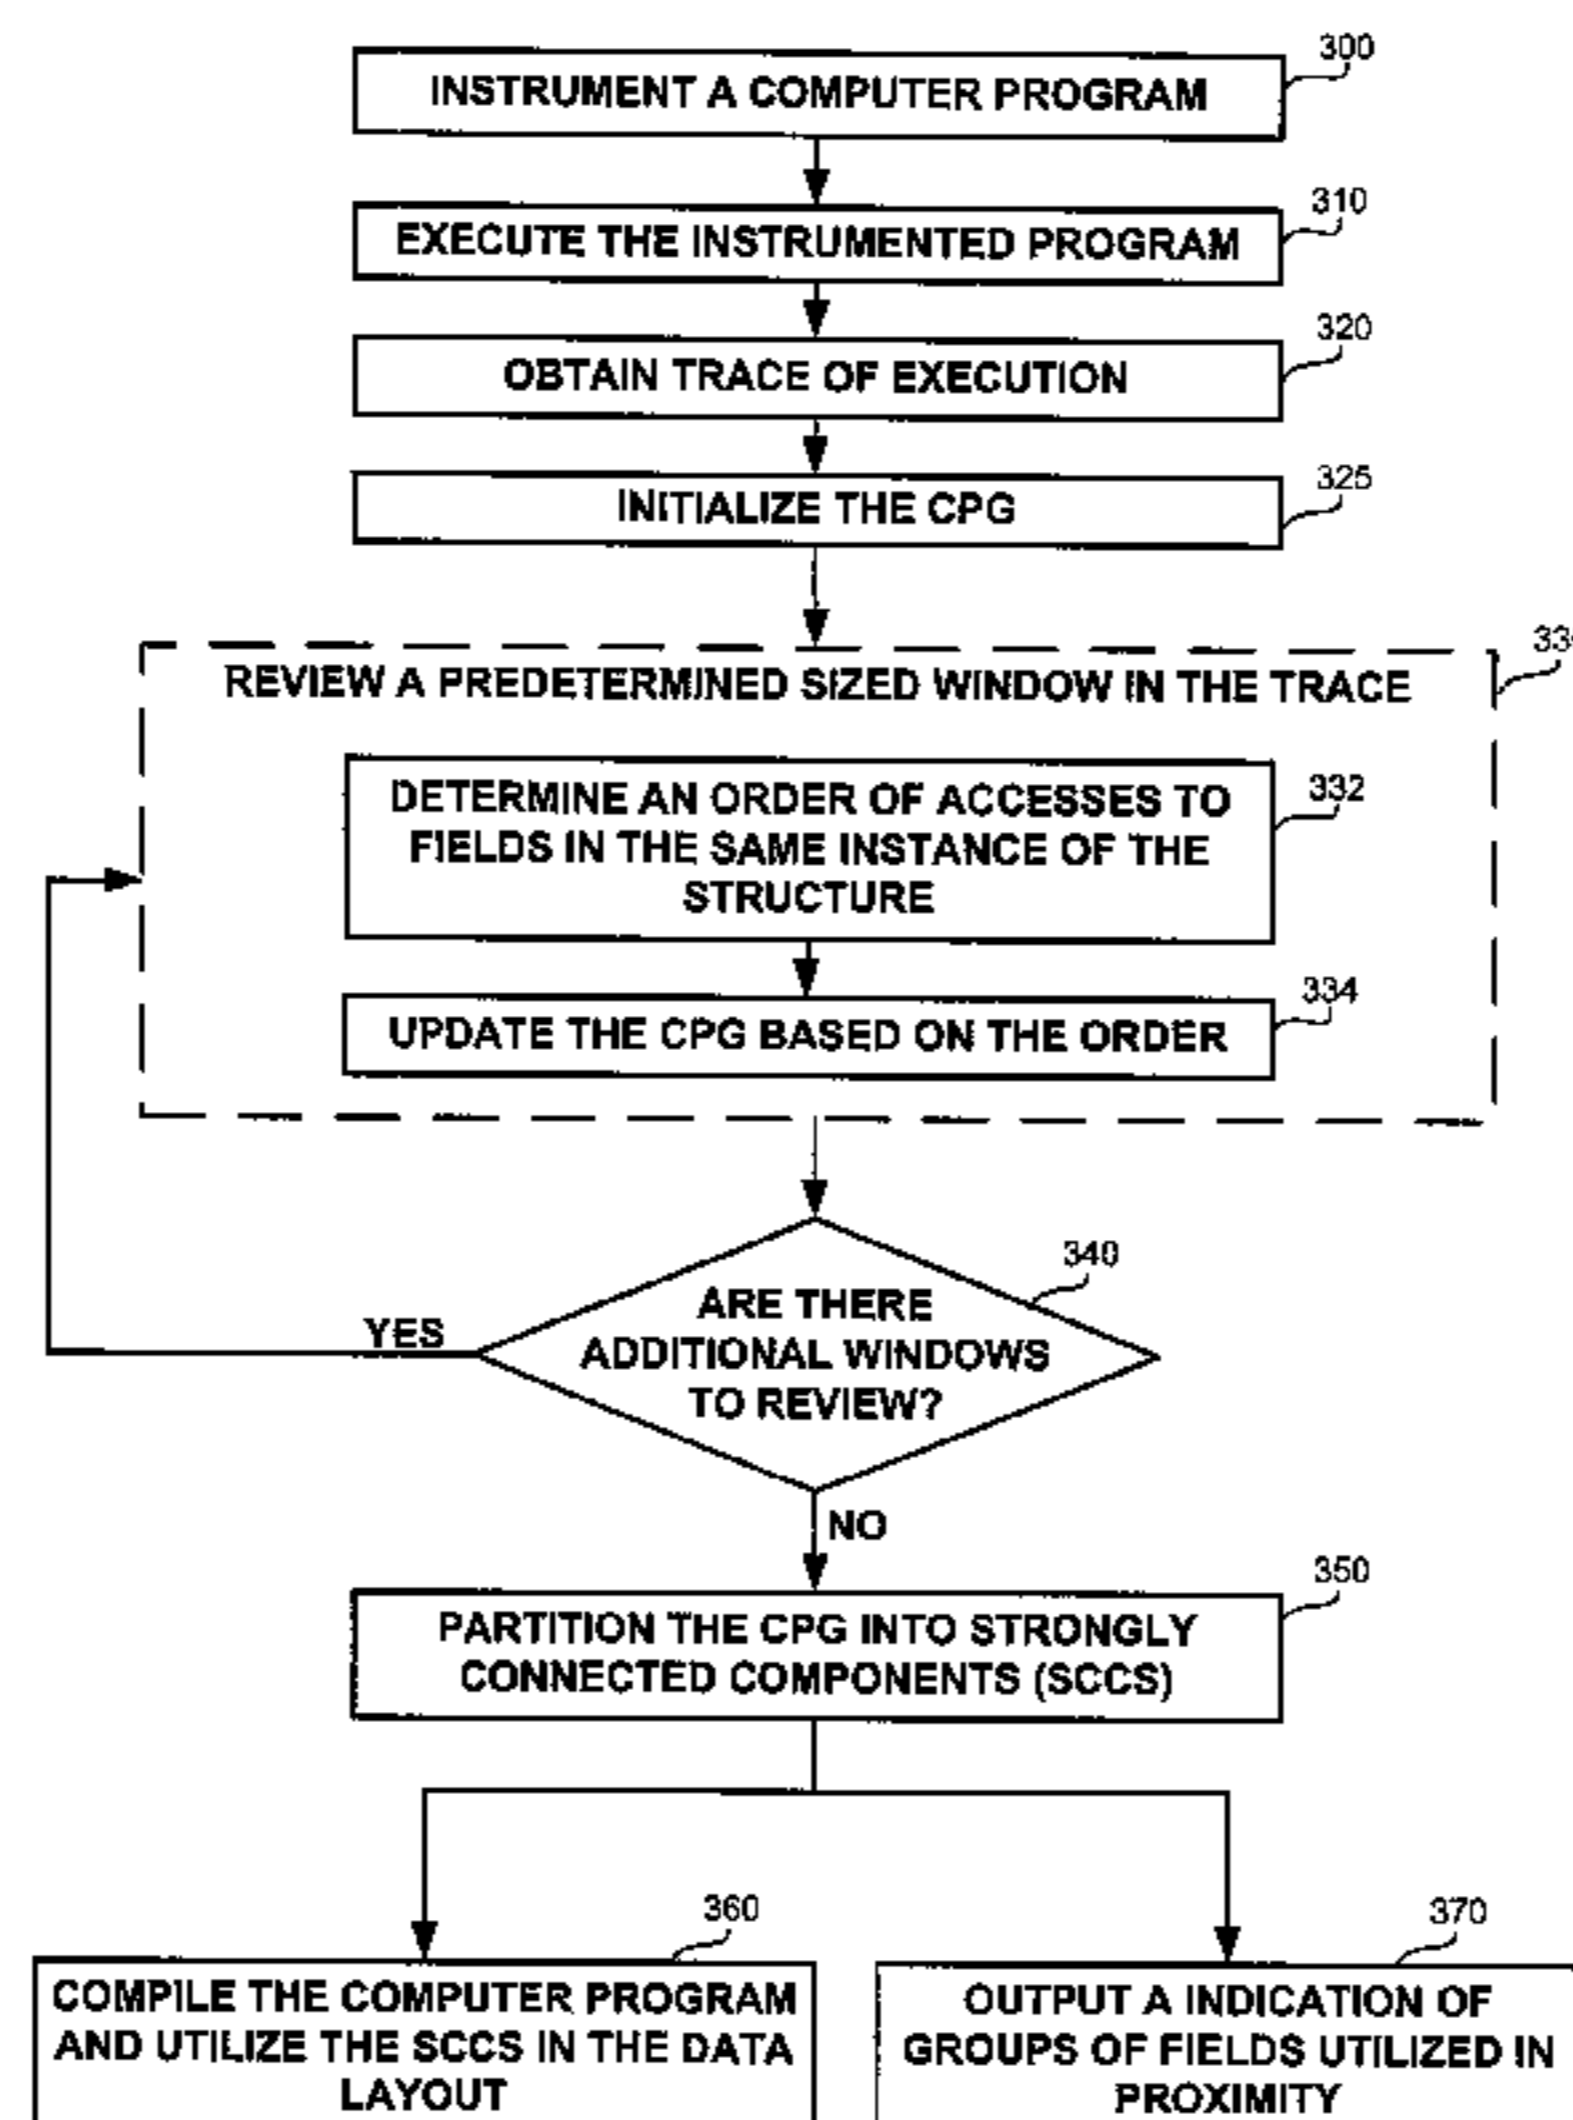 300
INSTRUMENT A COMPUTER PROGRAM
310
EXECUTE THE INSTRUMENTED PROGRAM
320
OBTAIN TRACE OF EXECUTION
325
INITIALIZE THE CPG
REVIEW A PREDETERMINED SIZED WINDOW IN THE TRACE
332
DETERMINE AN ORDER OF ACCESSES TO
FIELDS IN THE SAME INSTANCE OF THE
STRUCTURE
334
UPDATE THE CPG BASED ON THE ORDER
340
ARE THERE
ADDITIONAL WINDOWS
TO REVIEW?
YES
NO
350
PARTITION THE CPG INTO STRONGLY
CONNECTED COMPONENTS (SCCS)
360
COMPILE THE COMPUTER PROGRAM
AND UTILIZE THE SCCS IN THE DATA
LAYOUT
370
OUTPUT A INDICATION OF
GROUPS OF FIELDS UTILIZED IN
PROXIMITY